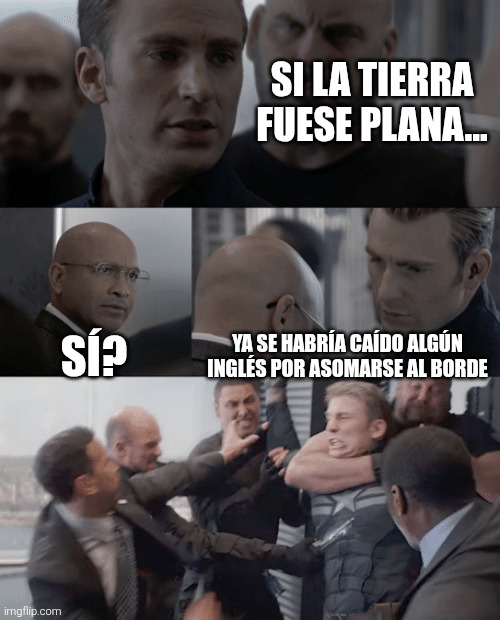 SI LA TIERRA
FUESE PLANA...
SÍ?
YA SE HABRÍA CAÍDO ALGÚN
INGLÉS POR ASOMARSE AL BORDE
imgflip.com